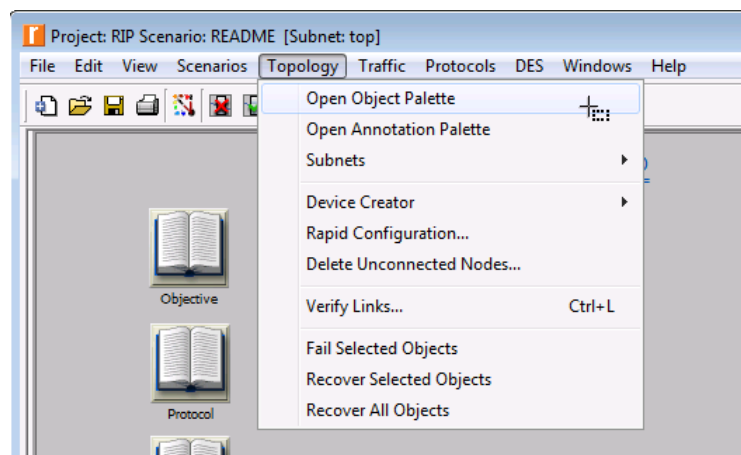 Project: RIP Scenario: README [Subnet: top]
File Edit View Scenarios Topology Traffic Protocols DES Windows Help
Open Object Palette
Open Annotation Palette
Subnets
Device Creator
Rapid Configuration...
Delete Unconnected Nodes...
Verify Links... Ctrl+L
Fail Selected Objects
Recover Selected Objects
Recover All Objects
Objective
Protocol